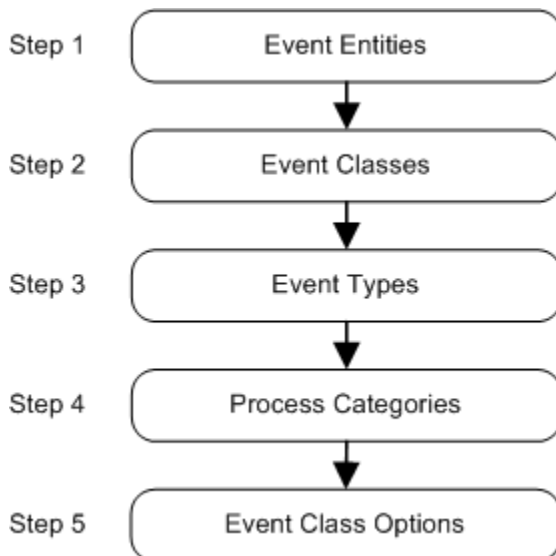 Step 1 Event Entities
Step 2 Event Classes
Step 3 Event Types
Step 4 Process Categories
Step 5 Event Class Options